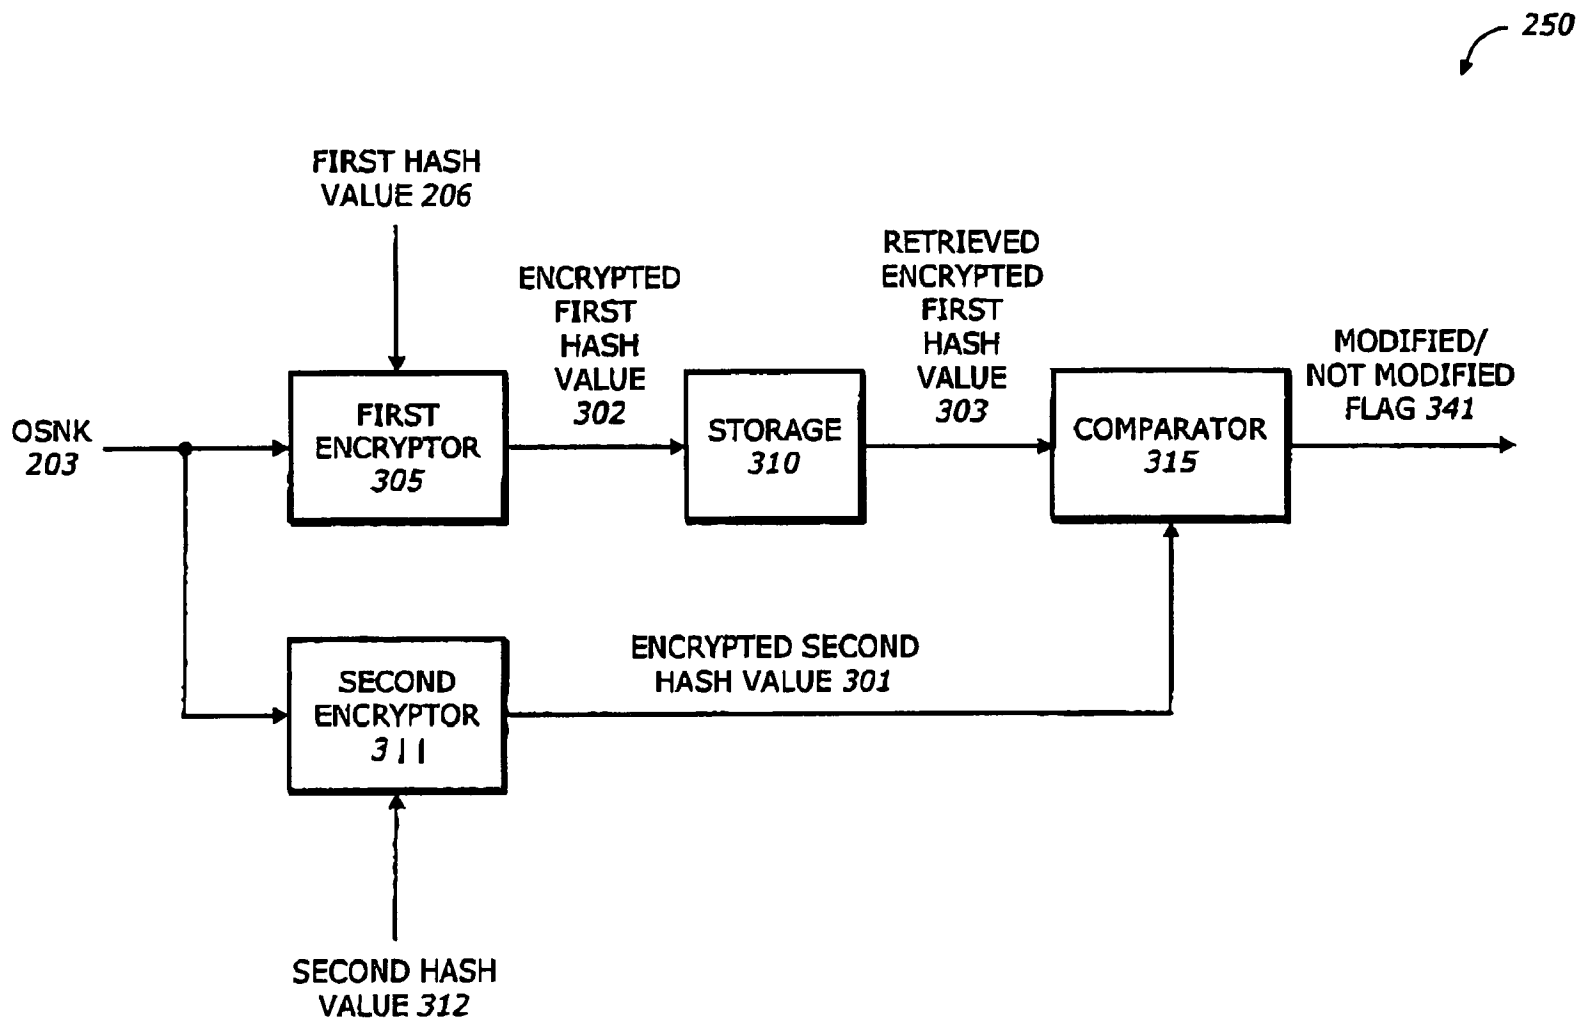 250
FIRST HASH
VALUE 206
ENCRYPTED
FIRST
HASH
VALUE
302
RETRIEVED
ENCRYPTED
FIRST
HASH
VALUE
303
MODIFIED/
NOT MODIFIED
FLAG 341
OSNK
203
FIRST
ENCRYPTOR
305
STORAGE
310
COMPARATOR
315
SECOND
ENCRYPTOR
311
ENCRYPTED SECOND
HASH VALUE 301
SECOND HASH
VALUE 312